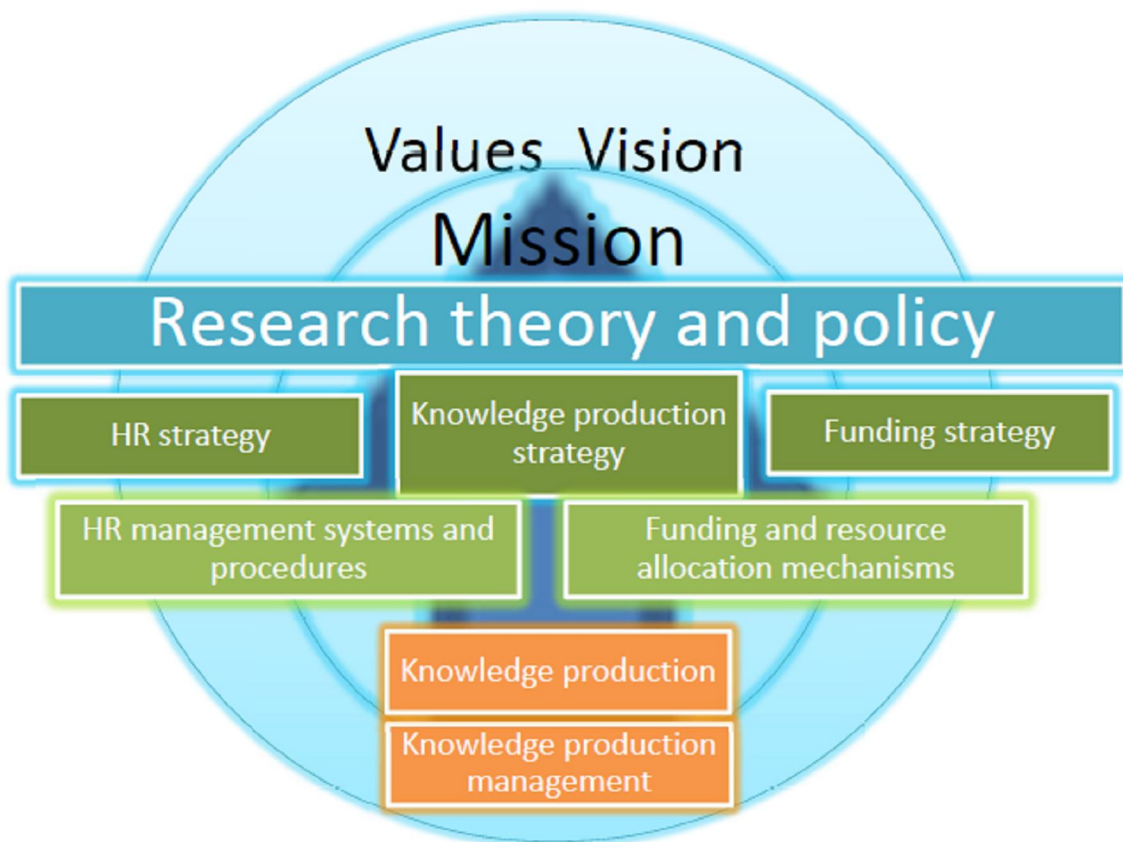 Values Vision
Mission
Research theory and policy
HR strategy
Knowledge production
strategy
Funding strategy
HR management systems and
procedures
Funding and resource
allocation mechanisms
Knowledge production
Knowledge production
management